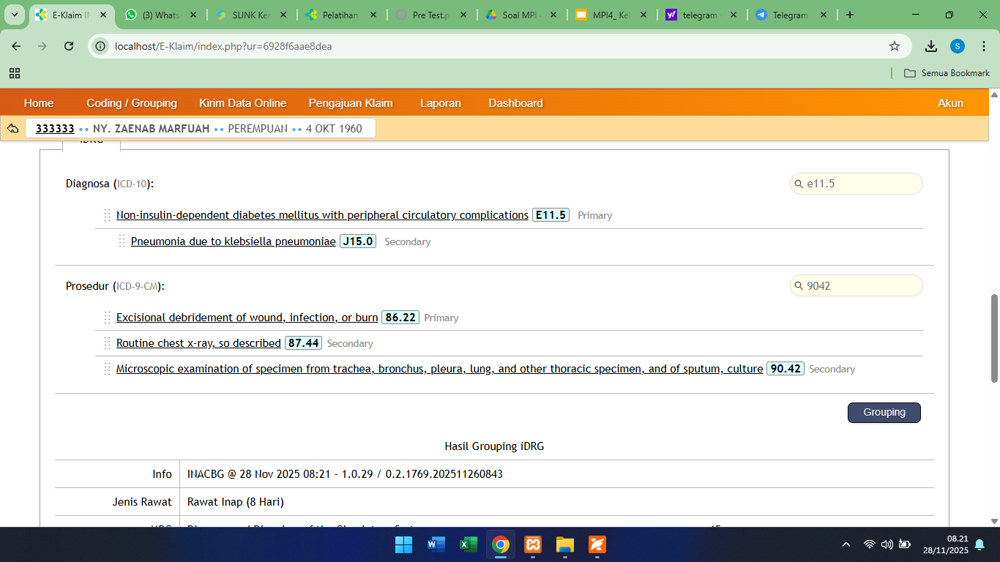 E-Klaim IN
(3) Whats
SLINK Ker
Pelatihan
Pre Test.p
Soal MPI
MPI4_ Kel
telegram
Telegram
localhost/E-Klaim/index.php?ur=6928f6aae8dea
S
Semua Bookmark
Home Coding / Grouping Kirim Data Online Pengajuan Klaim Laporan Dashboard Akun
333333 •• NY. ZAENAB MARFUAH •• PEREMPUAN •• 4 OKT 1960
Diagnosa (ICD-10): e11.5
Non-insulin-dependent diabetes mellitus with peripheral circulatory complications E11.5 Primary
Pneumonia due to klebsiella pneumoniae J15.0 Secondary
Prosedur (ICD-9-CM): 9042
Excisional debridement of wound, infection, or burn 86.22 Primary
Routine chest x-ray, so described 87.44 Secondary
Microscopic examination of specimen from trachea, bronchus, pleura, lung, and other thoracic specimen, and of sputum, culture 90.42 Secondary
Grouping
Hasil Grouping iDRG
Info INACBG @ 28 Nov 2025 08:21 - 1.0.29 / 0.2.1769.202511260843
Jenis Rawat Rawat Inap (8 Hari)
08.21
28/11/2025